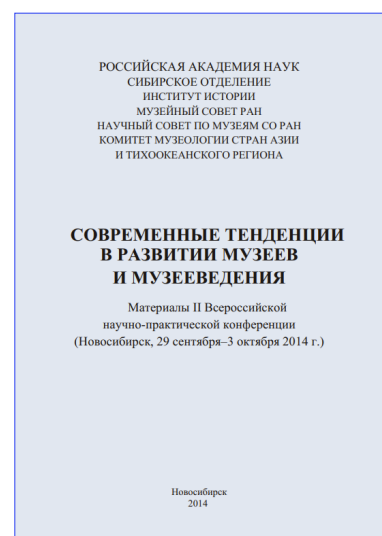 РОССИЙСКАЯ АКАДЕМИЯ НАУК
СИБИРСКОЕ ОТДЕЛЕНИЕ
ИНСТИТУТ ИСТОРИИ
МУЗЕЙНЫЙ СОВЕТ РАН
НАУЧНЫЙ СОВЕТ ПО МУЗЕЯМ СО РАН
КОМИТЕТ МУЗЕОЛОГИИ СТРАН АЗИИ
И ТИХООКЕАНСКОГО РЕГИОНА
СОВРЕМЕННЫЕ ТЕНДЕНЦИИ
В РАЗВИТИИ МУЗЕЕВ
И МУЗЕЕВЕДЕНИЯ
Материалы II Всероссийской
научно-практической конференции
(Новосибирск, 29 сентября–3 октября 2014 г.)
Новосибирск
2014